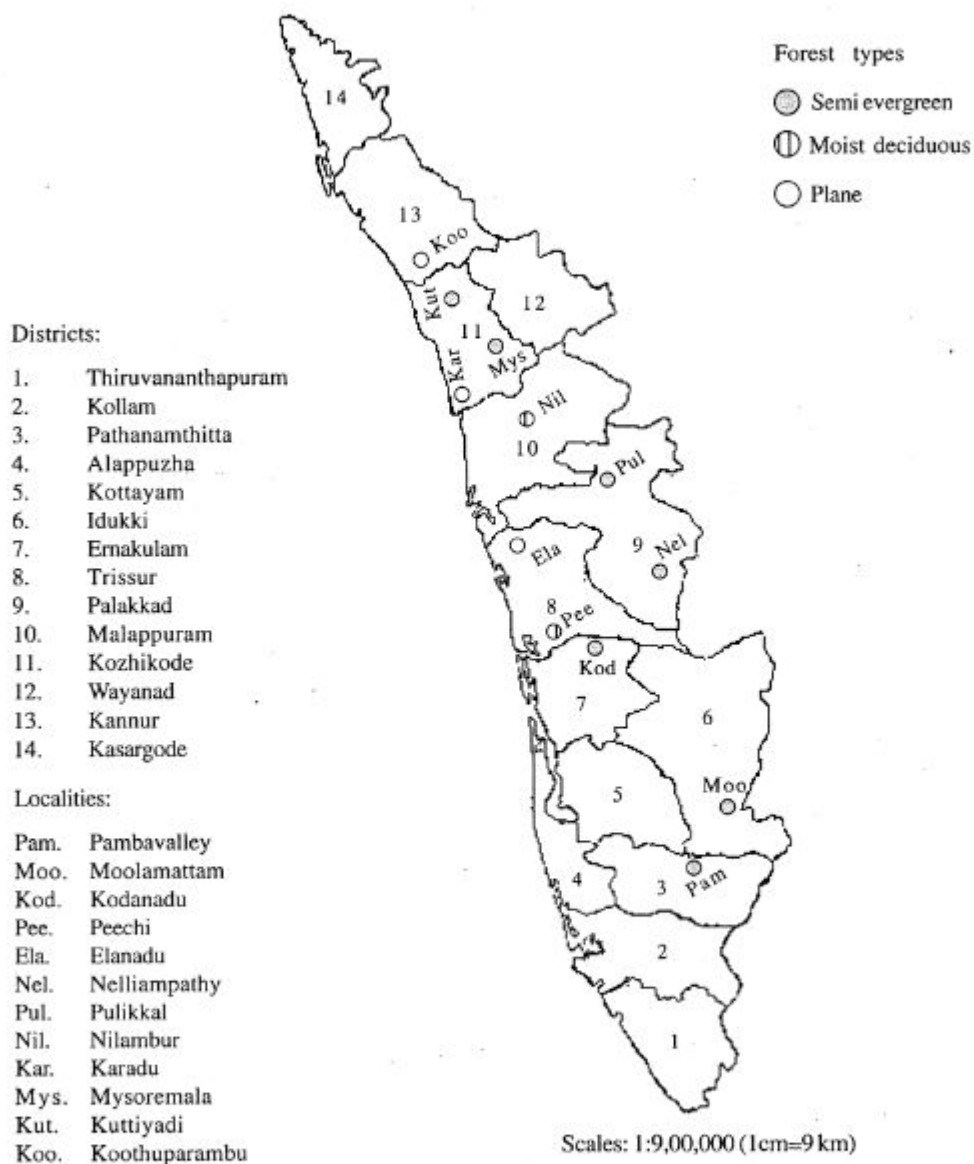 Forest types
Semi evergreen
Moist deciduous
Plane
14
13
Koo
Kut
12
11
Mys
Kar
Nil
10
Pul
9
Nel
Ela
8
Pee
Kod
7
6
5
Moo
4
3
Pam
2
1
Districts:
1. Thiruvananthapuram
2. Kollam
3. Pathanamthitta
4. Alappuzha
5. Kottayam
6. Idukki
7. Ernakulam
8. Trissur
9. Palakkad
10. Malappuram
11. Kozhikode
12. Wayanad
13. Kannur
14. Kasargode
Localities:
Pam. Pambavalley
Moo. Moolamattam
Kod. Kodanadu
Pee. Peechi
Ela. Elanadu
Nel. Nelliampathy
Pul. Pulikkal
Nil. Nilambur
Kar. Karadu
Mys. Mysoremala
Kut. Kuttiyadi
Koo. Koothuparambu
Scales: 1:9,00,000 (1cm=9 km)